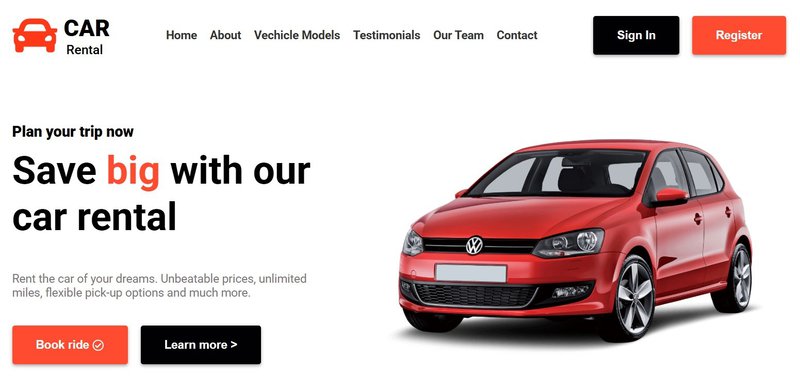 CAR
Rental
Home About Vechicle Models Testimonials Our Team Contact
Sign In
Register
Plan your trip now
Save big with our
car rental
Rent the car of your dreams. Unbeatable prices, unlimited
miles, flexible pick-up options and much more.
Book ride
Learn more >